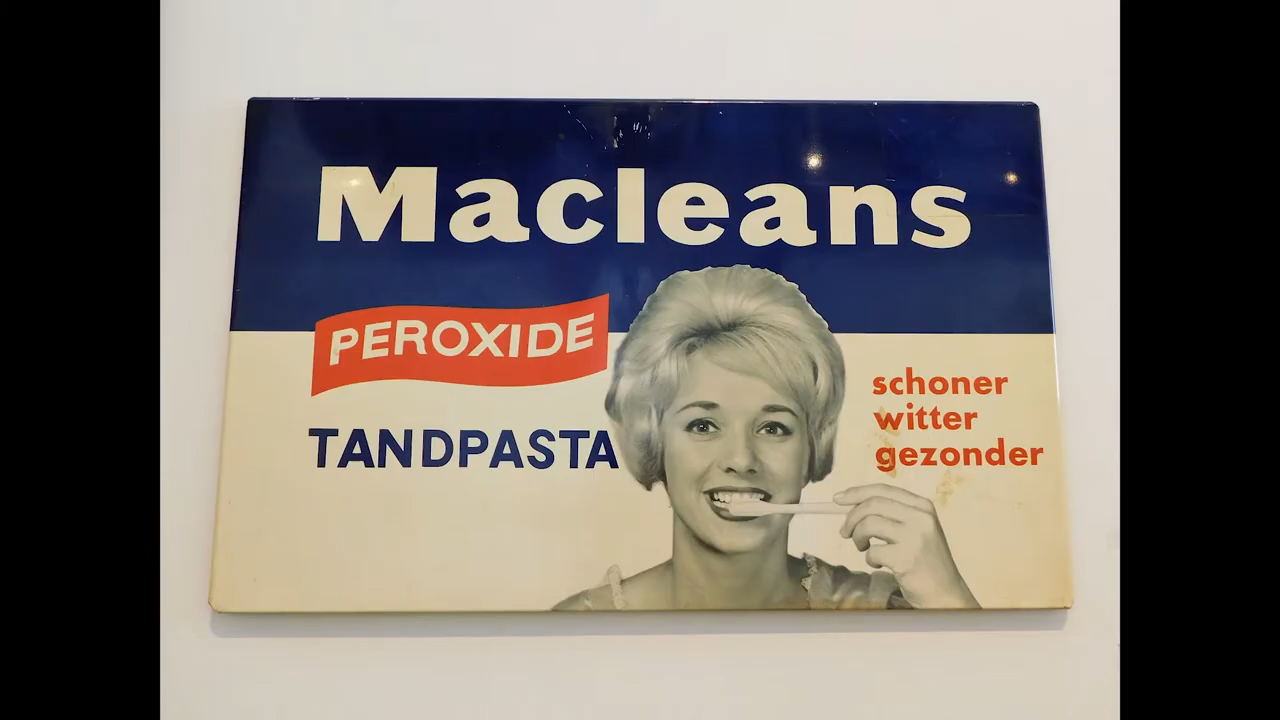 Macleans
PEROXIDE
TANDPASTA
schoner
witter
gezonder